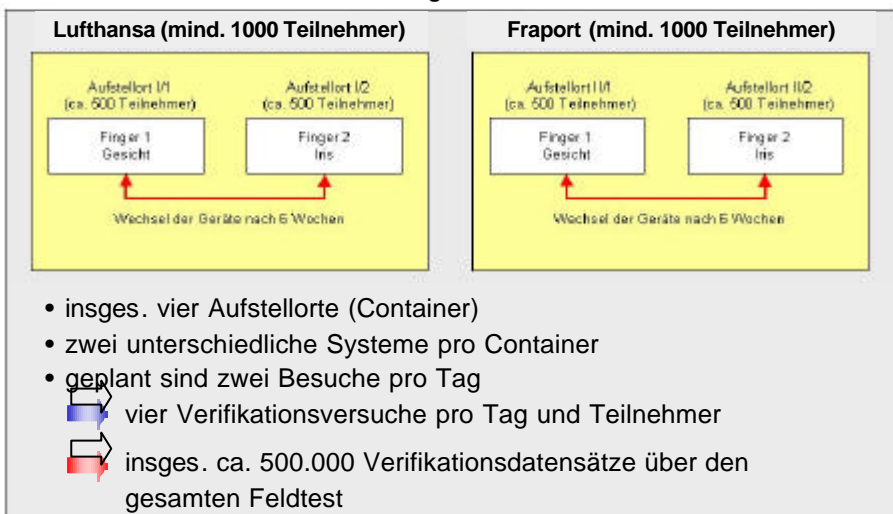 Lufthansa (mind. 1000 Teilnehmer)
Aufstellort I/1
(ca. 500 Teilnehmer)
Aufstellort I/2
(ca. 500 Teilnehmer)
Finger 1
Gesicht
Finger 2
Iris
Wechsel der Geräte nach 6 Wochen
Fraport (mind. 1000 Teilnehmer)
Aufstellort II/1
(ca. 500 Teilnehmer)
Aufstellort II/2
(ca. 500 Teilnehmer)
Finger 1
Gesicht
Finger 2
Iris
Wechsel der Geräte nach 6 Wochen
• insges. vier Aufstellorte (Container)
• zwei unterschiedliche Systeme pro Container
• geplant sind zwei Besuche pro Tag
vier Verifikationsversuche pro Tag und Teilnehmer
insges. ca. 500.000 Verifikationsdatensätze über den
gesamten Feldtest